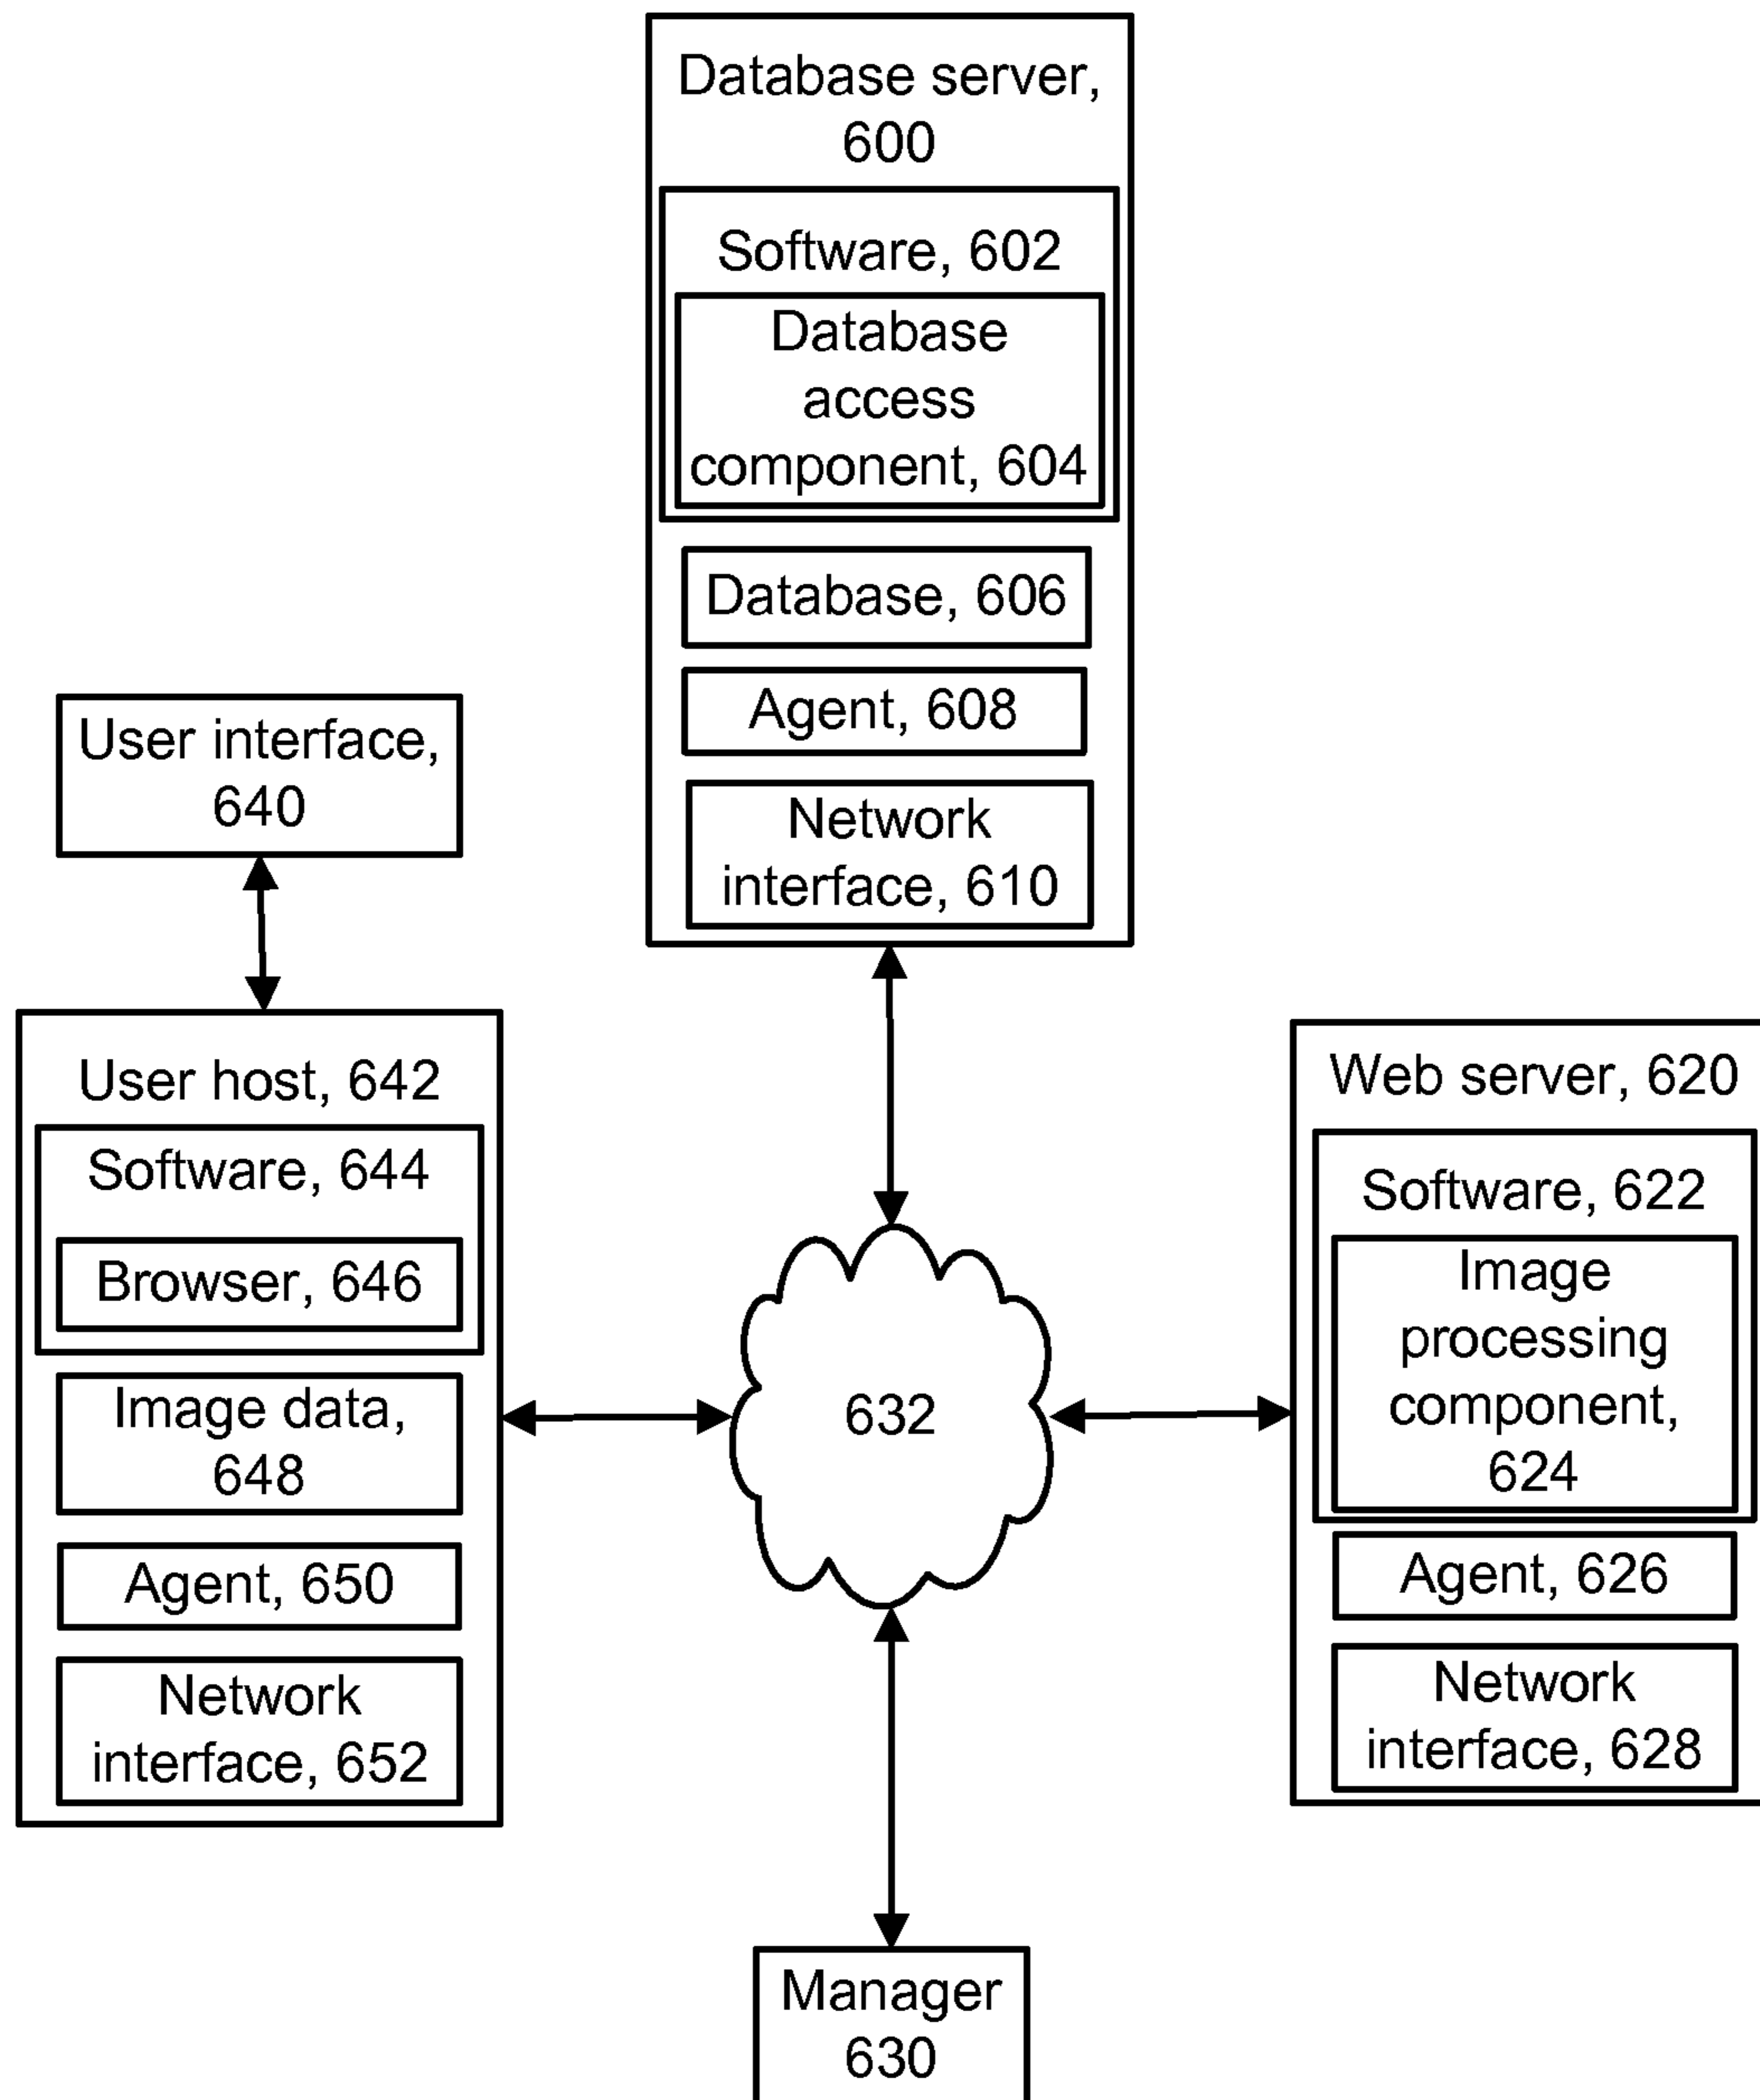 Database server,
600
Software, 602
Database
access
component, 604
Database, 606
Agent, 608
Network
interface, 610
User interface,
640
User host, 642
Software, 644
Browser, 646
Image data,
648
Agent, 650
Network
interface, 652
632
Web server, 620
Software, 622
Image
processing
component,
624
Agent, 626
Network
interface, 628
Manager
630